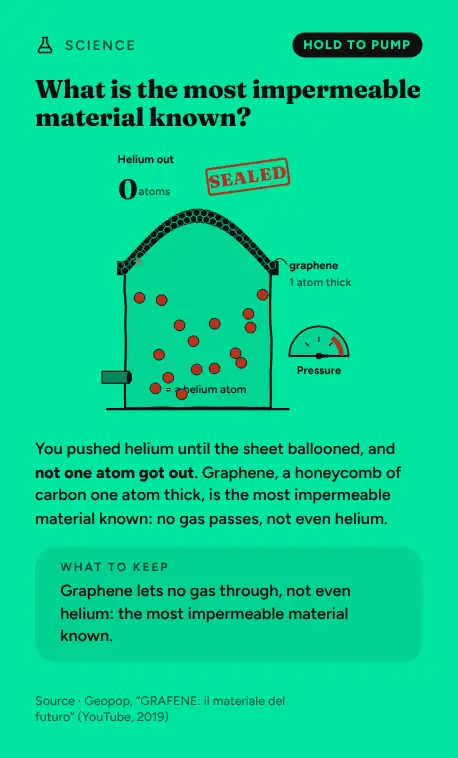 SCIENCE
HOLD TO PUMP
What is the most impermeable
material known?
Helium out
0 atoms
SEALED
graphene
1 atom thick
Pressure
= a helium atom
You pushed helium until the sheet ballooned, and
not one atom got out. Graphene, a honeycomb of
carbon one atom thick, is the most impermeable
material known: no gas passes, not even helium.
WHAT TO KEEP
Graphene lets no gas through, not even
helium: the most impermeable material
known.
Source · Geopop, “GRAFENE: il materiale del
futuro” (YouTube, 2019)